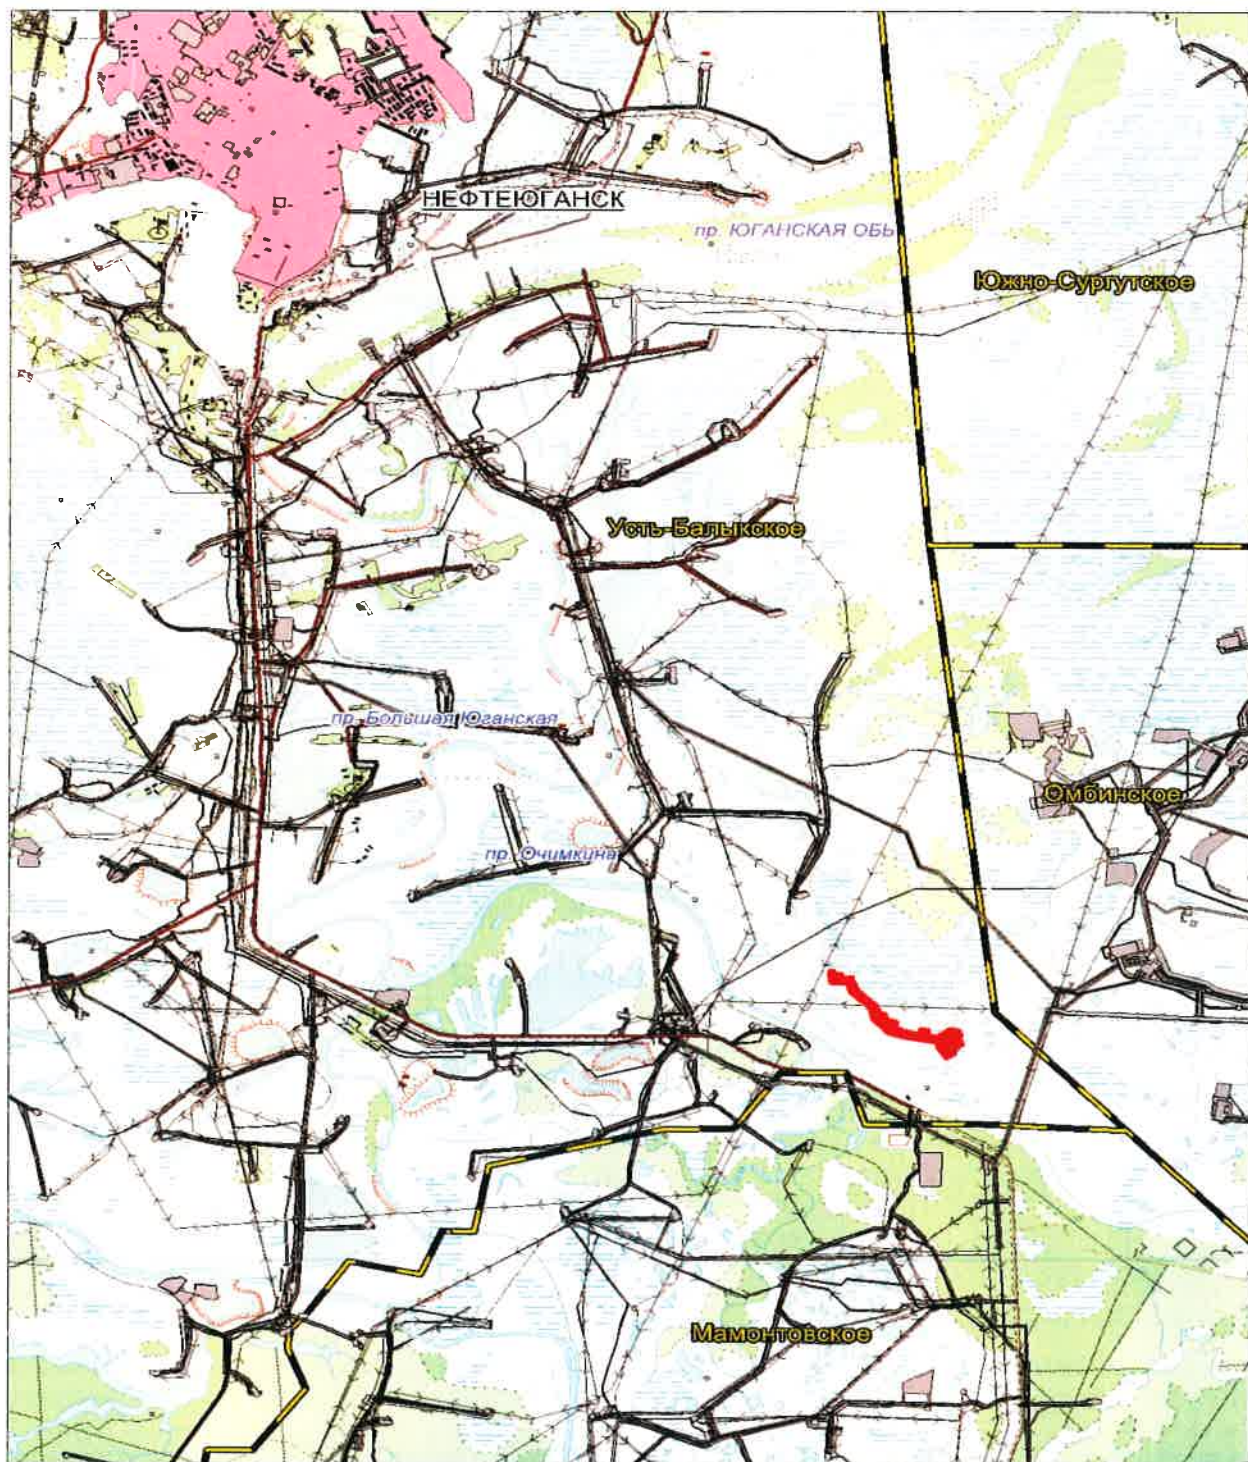 НЕФТЕЮГАНСК
пр. ЮГАНСКАЯ ОБЬ
Южно-Сургутское
Усть-Балыкское
пр. Большая Юганская
Омбинское
пр. Очимкина
Мамонтовское